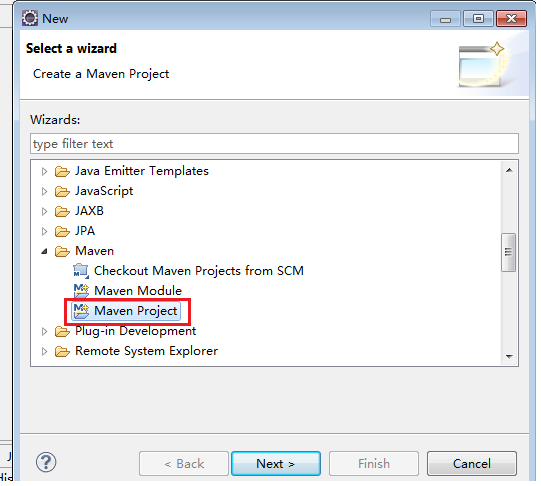 New
Select a wizard
Create a Maven Project
Wizards:
type filter text
Java Emitter Templates
JavaScript
JAXB
JPA
Maven
Checkout Maven Projects from SCM
Maven Module
Maven Project
Plug-in Development
Remote System Explorer
< Back
Next >
Finish
Cancel